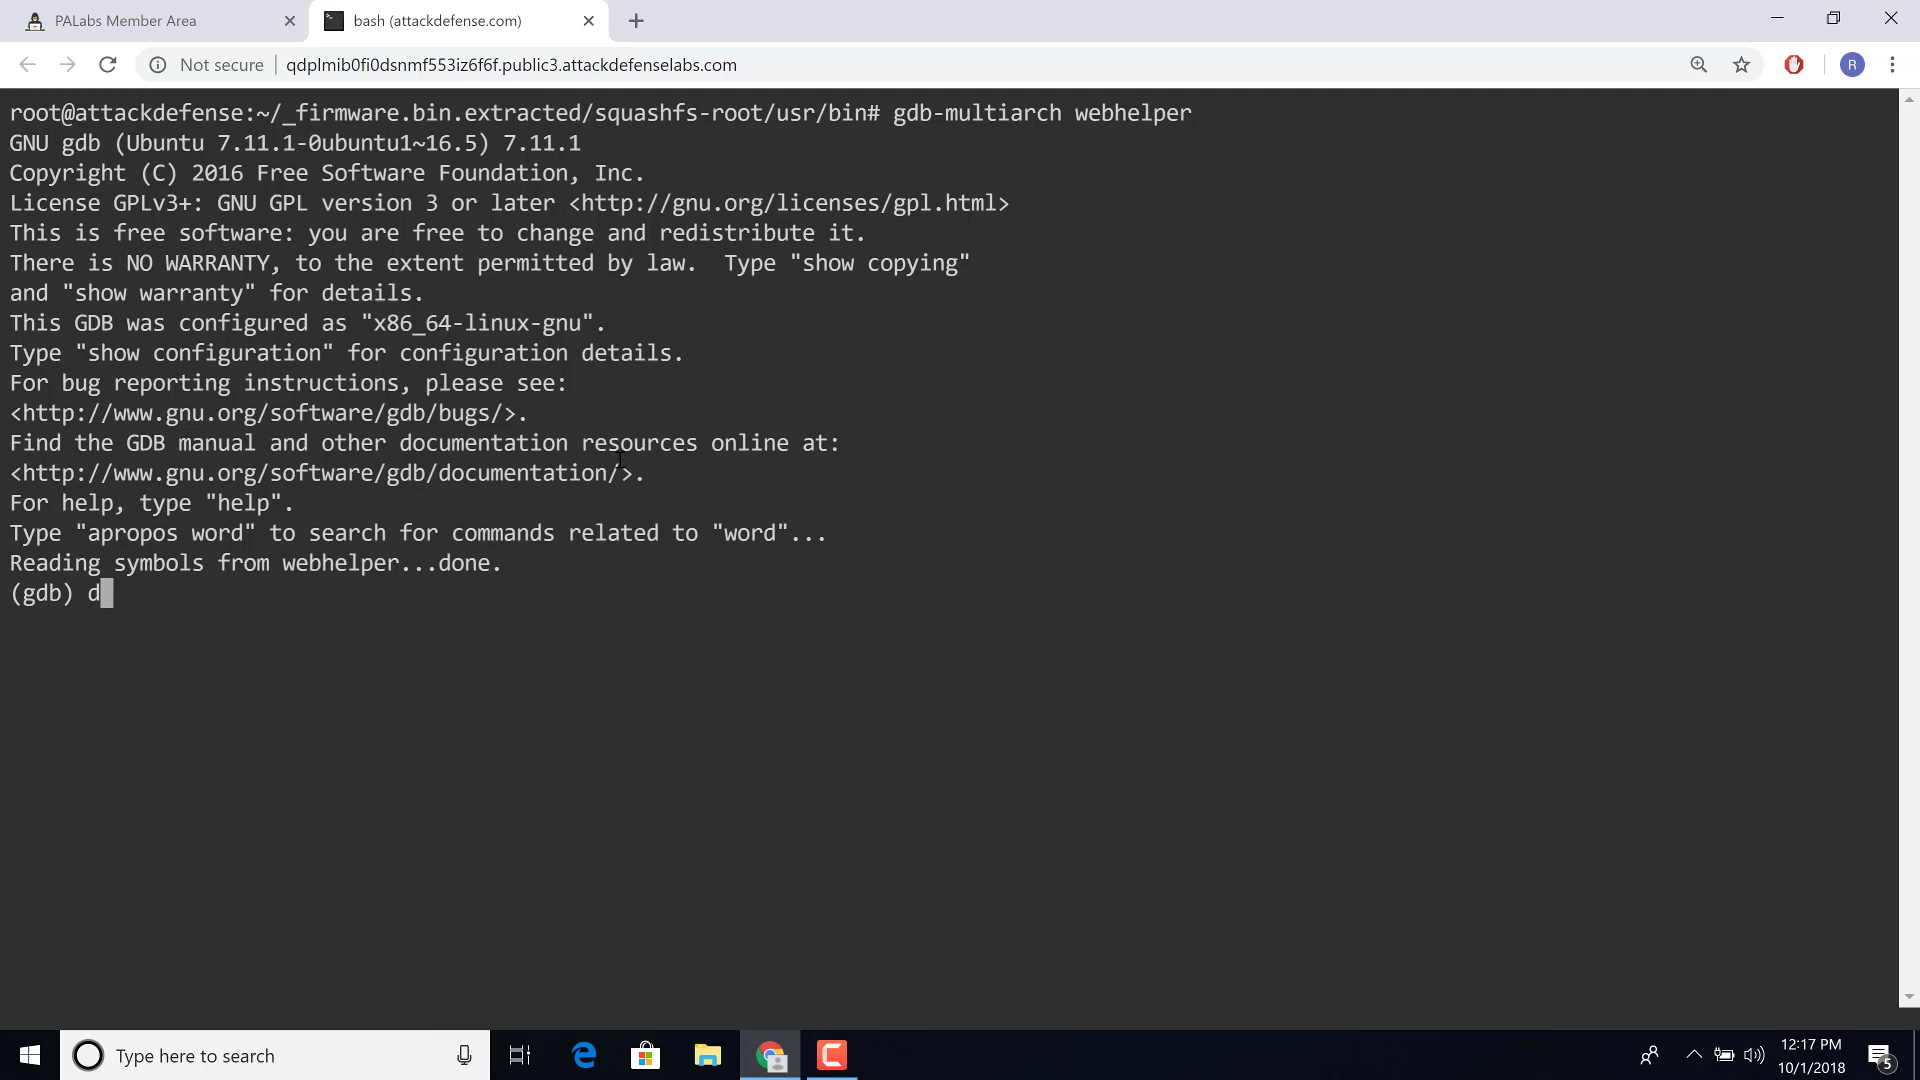 PALabs Member Area
bash (attackdefense.com)
Not secure
qdplmib0fi0dsnmf553iz6f6f.public3.attackdefenselabs.com
R
root@attackdefense:~/_firmware.bin.extracted/squashfs-root/usr/bin# gdb-multiarch webhelper
GNU gdb (Ubuntu 7.11.1-0ubuntu1~16.5) 7.11.1
Copyright (C) 2016 Free Software Foundation, Inc.
License GPLv3+: GNU GPL version 3 or later <http://gnu.org/licenses/gpl.html>
This is free software: you are free to change and redistribute it.
There is NO WARRANTY, to the extent permitted by law.  Type "show copying"
and "show warranty" for details.
This GDB was configured as "x86_64-linux-gnu".
Type "show configuration" for configuration details.
For bug reporting instructions, please see:
<http://www.gnu.org/software/gdb/bugs/>.
Find the GDB manual and other documentation resources online at:
<http://www.gnu.org/software/gdb/documentation/>.
For help, type "help".
Type "apropos word" to search for commands related to "word"...
Reading symbols from webhelper...done.
(gdb) d
Type here to search
12:17 PM
10/1/2018
5